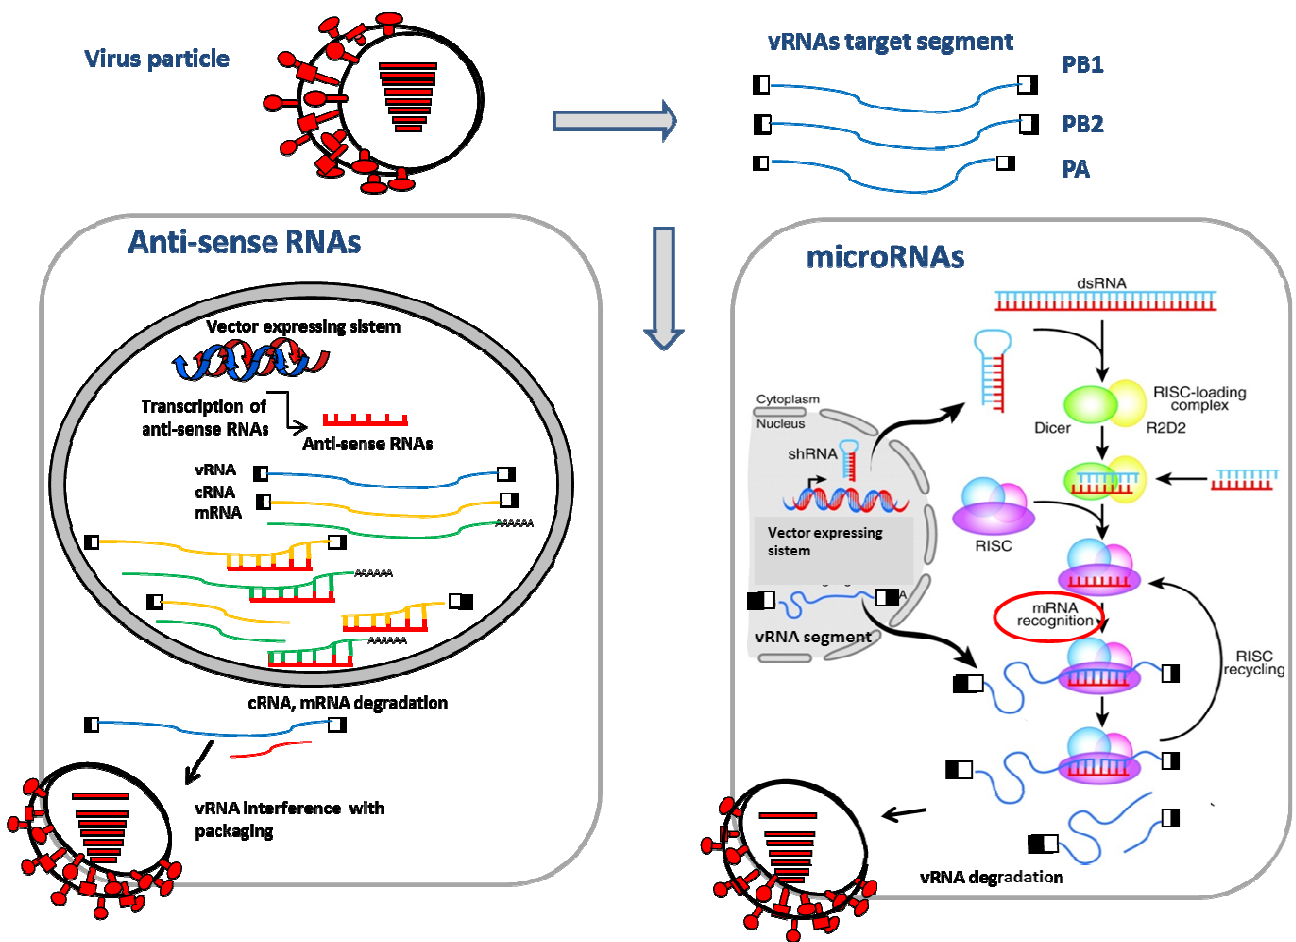 Virus particle
vRNAs target segment
PB1
PB2
PA
Anti-sense RNAs
Vector expressing sistem
Transcription of
anti-sense RNAs
Anti-sense RNAs
vRNA
cRNA
mRNA
AAAAAA
AAAAAA
AAAAAA
cRNA, mRNA degradation
vRNA interference with
packaging
microRNAs
dsRNA
RISC-loading
complex
Dicer
R2D2
Cytoplasm
Nucleus
shRNA
Vector expressing
sistem
RISC
vRNA segment
mRNA
recognition
RISC
recycling
vRNA degradation